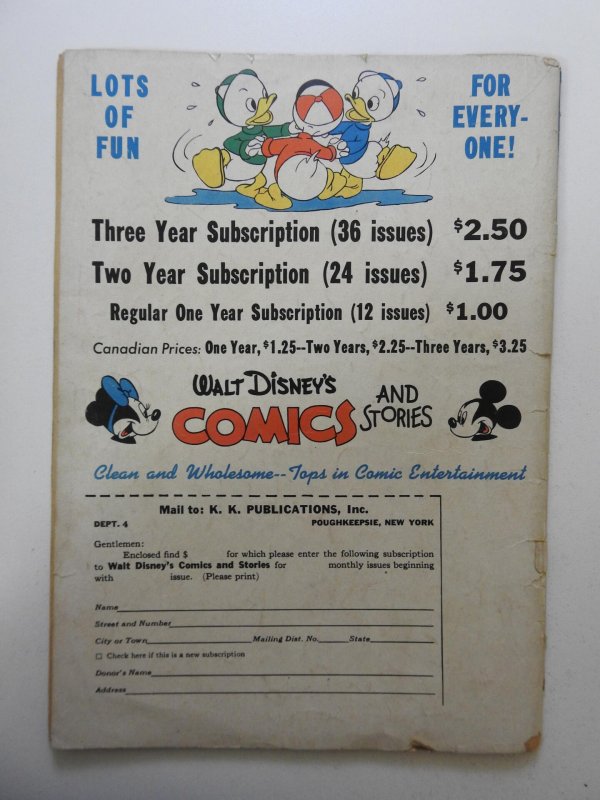 LOTS
OF
FUN
FOR
EVERY-
ONE!
Three Year Subscription (36 issues) $2.50
Two Year Subscription (24 issues) $1.75
Regular One Year Subscription (12 issues) $1.00
Canadian Prices: One Year, $1.25--Two Years, $2.25--Three Years, $3.25
WALT DISNEY'S
COMICS AND STORIES
Clean and Wholesome--Tops in Comic Entertainment
Mail to: K. K. PUBLICATIONS, Inc.
DEPT. 4 POUGHKEEPSIE, NEW YORK
Gentlemen:
Enclosed find $ for which please enter the following subscription
to Walt Disney's Comics and Stories for monthly issues beginning
with issue. (Please print)
Name
Street and Number
City or Town Mailing Dist. No. State
Check here if this is a new subscription
Donor's Name
Address